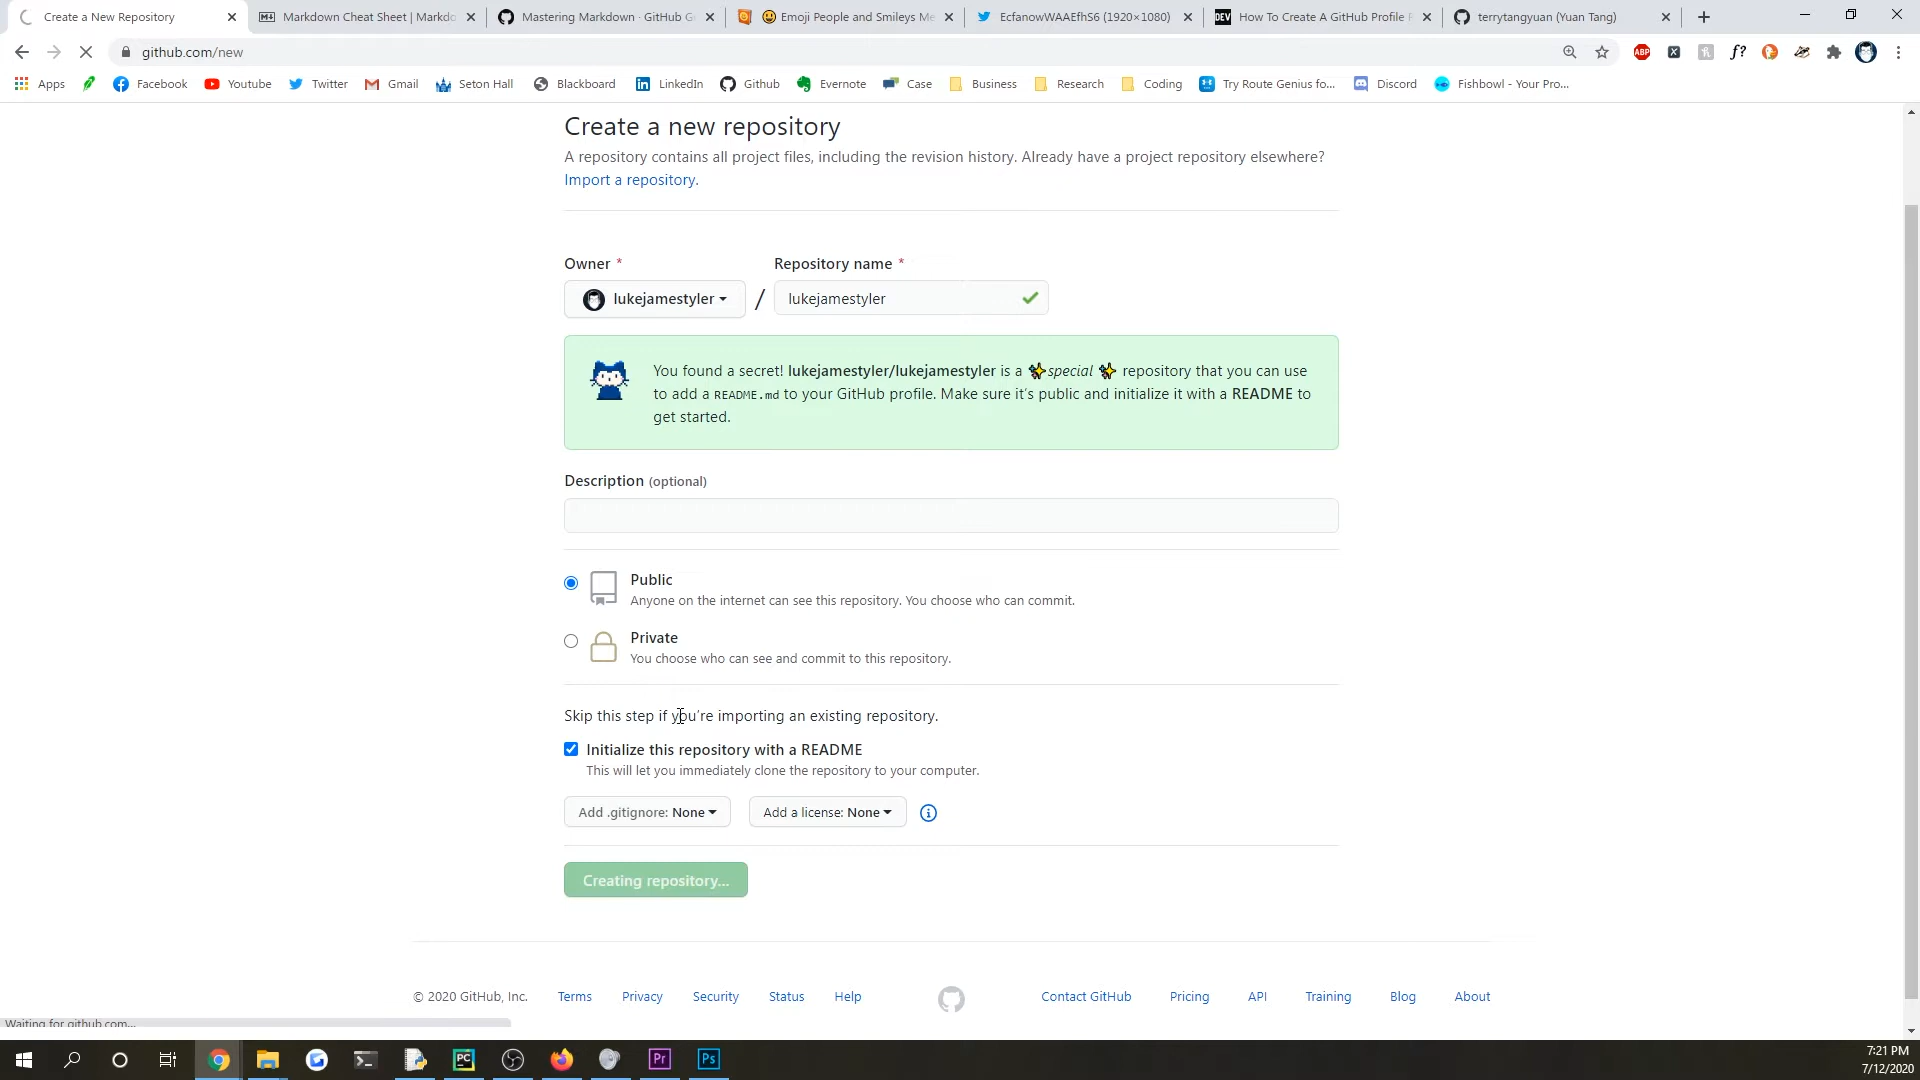 Create a New Repository
Markdown Cheat Sheet | Markdo
Mastering Markdown · GitHub G
Emoji People and Smileys Me
EcfanowWAAEfhS6 (1920×1080)
DEV
How To Create A GitHub Profile
terrytangyuan (Yuan Tang)
github.com/new
ABP
f?
Apps
Facebook
Youtube
Twitter
Gmail
Seton Hall
Blackboard
LinkedIn
Github
Evernote
Case
Business
Research
Coding
Try Route Genius fo...
Discord
Fishbowl - Your Pro...
Create a new repository
A repository contains all project files, including the revision history. Already have a project repository elsewhere?
Import a repository.
Owner *
Repository name *
lukejamestyler
/
lukejamestyler
You found a secret! lukejamestyler/lukejamestyler is a ✨special ✨ repository that you can use
to add a README.md to your GitHub profile. Make sure it's public and initialize it with a README to
get started.
Description (optional)
Public
Anyone on the internet can see this repository. You choose who can commit.
Private
You choose who can see and commit to this repository.
Skip this step if you're importing an existing repository.
Initialize this repository with a README
This will let you immediately clone the repository to your computer.
Add .gitignore: None
Add a license: None
Creating repository...
© 2020 GitHub, Inc.
Terms
Privacy
Security
Status
Help
Contact GitHub
Pricing
API
Training
Blog
About
Waiting for github.com...
PC
Pr
Ps
7:21 PM
7/12/2020